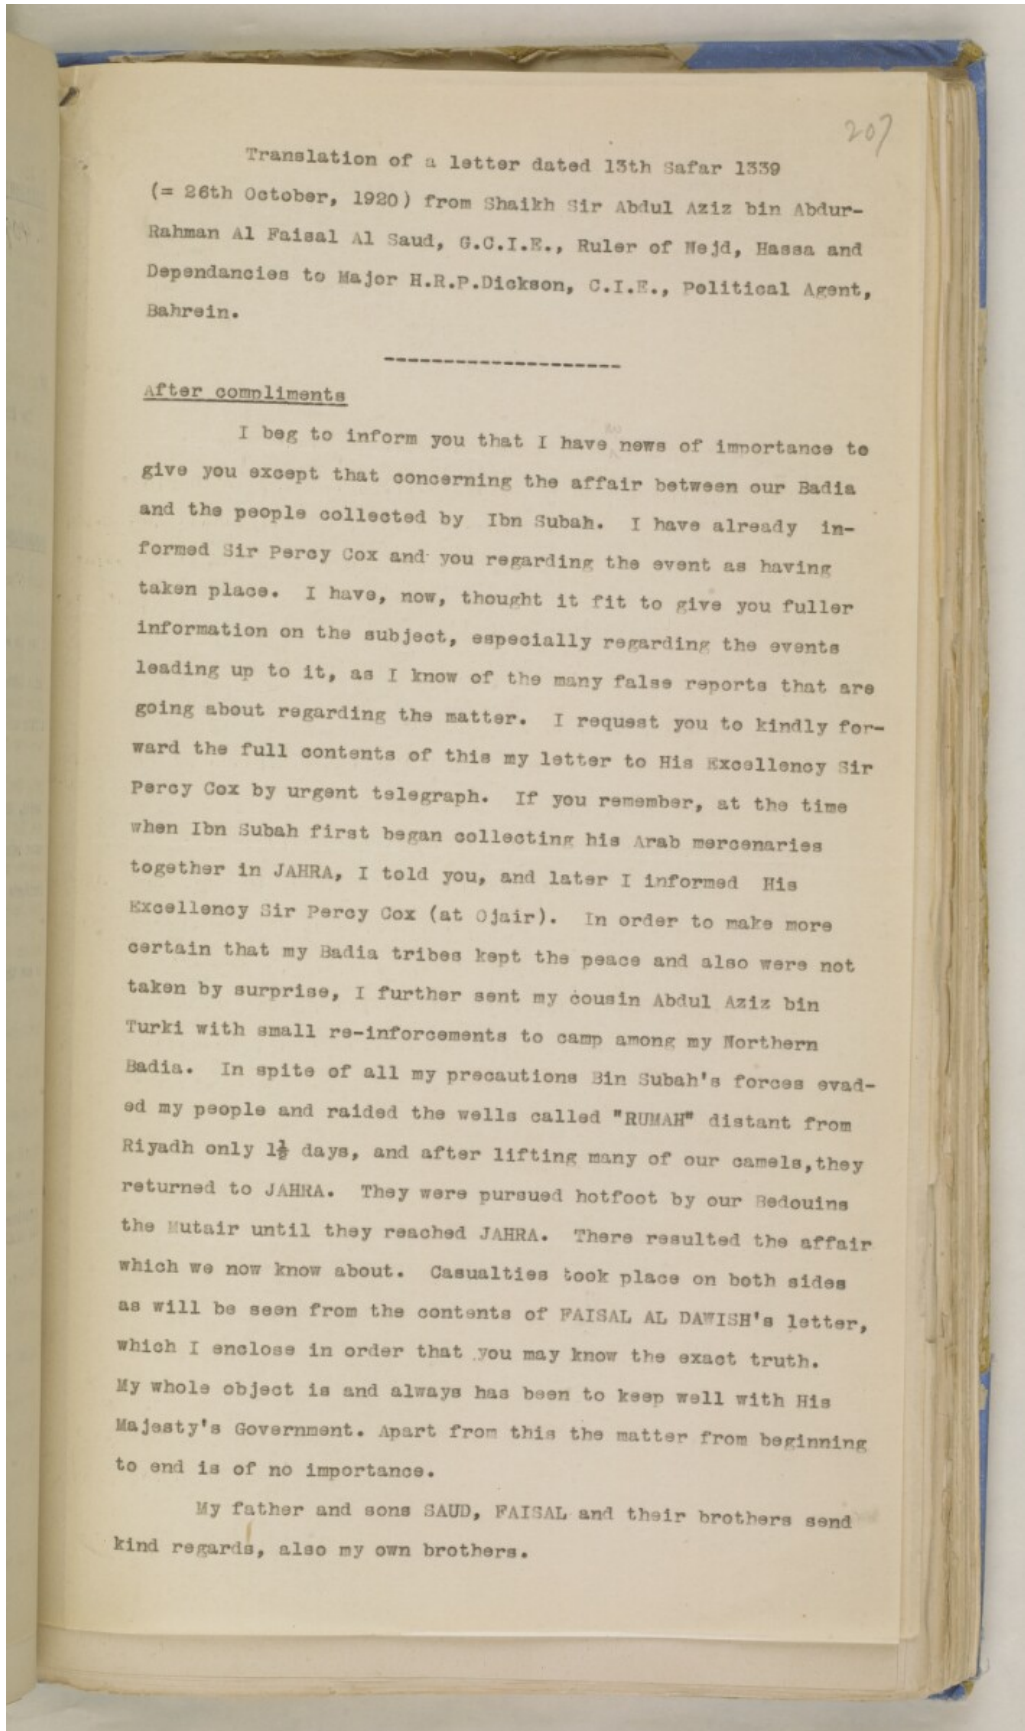 207
Translation of a letter dated 13th Safar 1339
(= 26th October, 1920) from Shaikh Sir Abdul Aziz bin Abdur-
Rahman Al Faisal Al Saud, G.C.I.E., Ruler of Nejd, Hassa and
Dependancies to Major H.R.P.Dickson, C.I.E., Political Agent,
Bahrein.
--------------------
After compliments
no
I beg to inform you that I have news of importance to
give you except that concerning the affair between our Badia
and the people collected by Ibn Subah. I have already in-
formed Sir Percy Cox and you regarding the event as having
taken place. I have, now, thought it fit to give you fuller
information on the subject, especially regarding the events
leading up to it, as I know of the many false reports that are
going about regarding the matter. I request you to kindly for-
ward the full contents of this my letter to His Excellency Sir
Percy Cox by urgent telegraph. If you remember, at the time
when Ibn Subah first began collecting his Arab mercenaries
together in JAHRA, I told you, and later I informed His
Excellency Sir Percy Cox (at Ojair). In order to make more
certain that my Badia tribes kept the peace and also were not
taken by surprise, I further sent my cousin Abdul Aziz bin
Turki with small re-inforcements to camp among my Northern
Badia. In spite of all my precautions Bin Subah's forces evad-
ed my people and raided the wells called "RUMAH" distant from
Riyadh only 1½ days, and after lifting many of our camels,they
returned to JAHRA. They were pursued hotfoot by our Bedouins
the Mutair until they reached JAHRA. There resulted the affair
which we now know about. Casualties took place on both sides
as will be seen from the contents of FAISAL AL DAWISH's letter,
which I enclose in order that you may know the exact truth.
My whole object is and always has been to keep well with His
Majesty's Government. Apart from this the matter from beginning
to end is of no importance.
My father and sons SAUD, FAISAL and their brothers send
kind regards, also my own brothers.